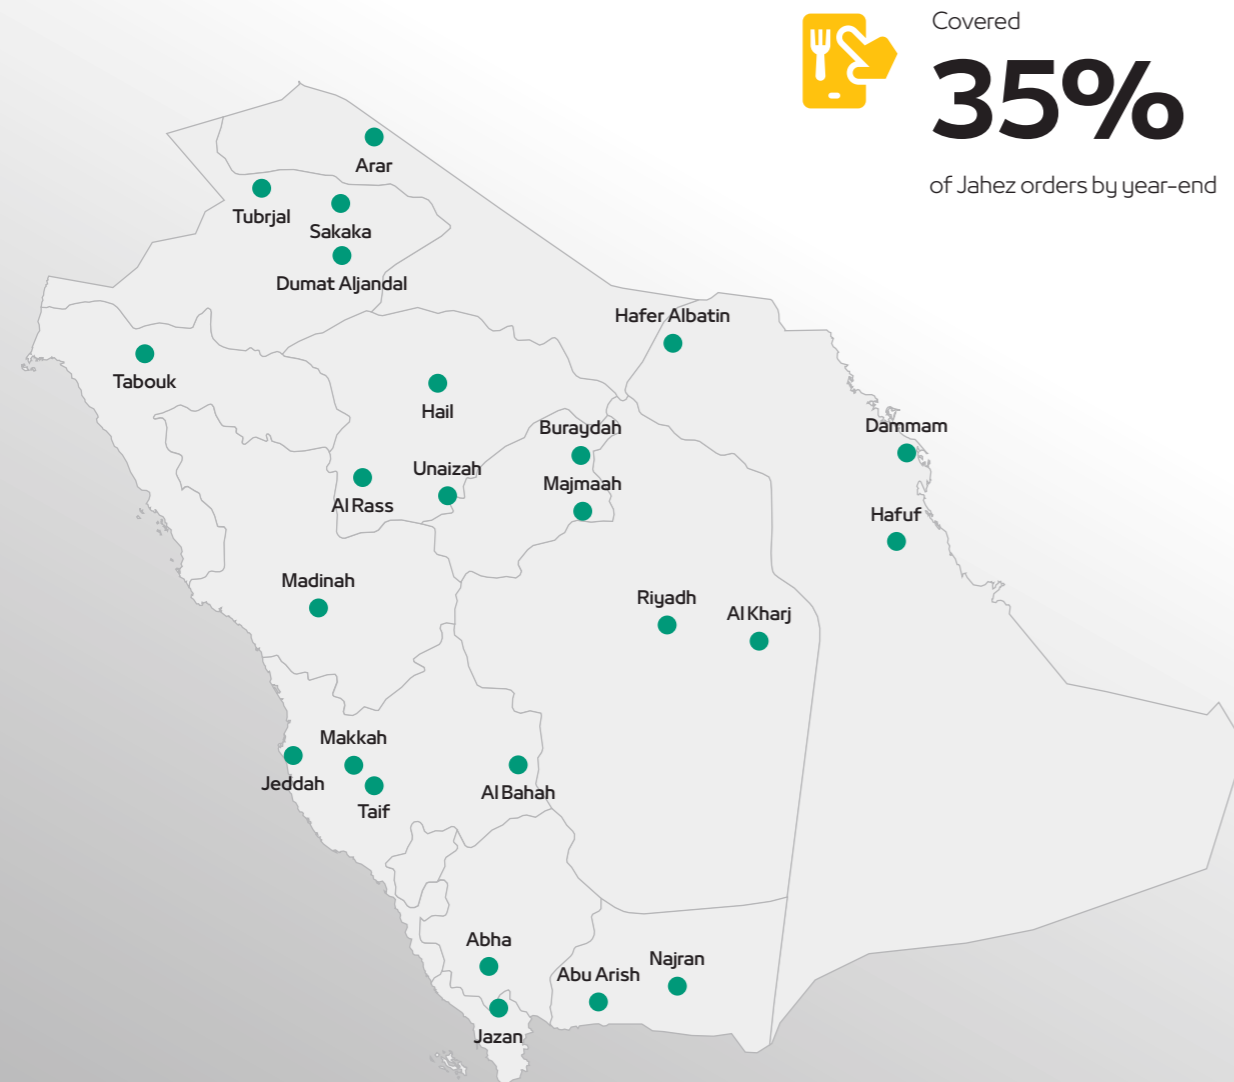 Covered
35%
of Jahez orders by year-end
Arar
Tubrjal
Sakaka
Dumat Aljandal
Hafer Albatin
Tabouk
Hail
Buraydah
Dammam
Unaizah
Majmaah
Al Rass
Hafuf
Madinah
Riyadh
Al Kharj
Makkah
Jeddah
Al Bahah
Taif
Abha
Najran
Abu Arish
Jazan